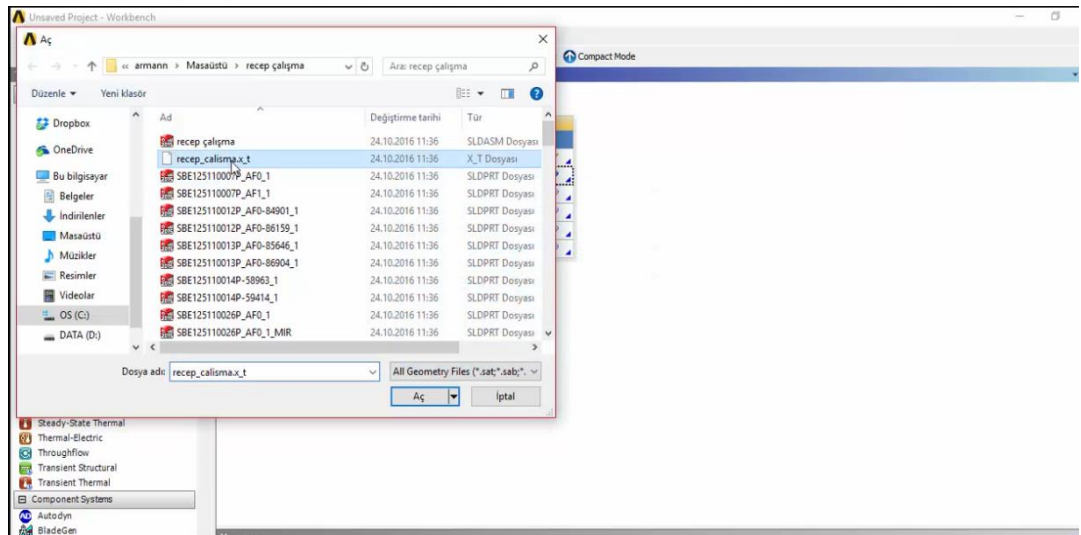 Unsaved Project - Workbench
Aç
Compact Mode
« armann > Masaüstü > recep çalışma
Ara: recep çalışma
Düzenle
Yeni klasör
Ad
Değiştirme tarihi
Tür
Dropbox
OneDrive
Bu bilgisayar
Belgeler
İndirilenler
Masaüstü
Müzikler
Resimler
Videolar
OS (C:)
DATA (D:)
recep çalışma 24.10.2016 11:36 SLDASM Dosyası
recep_calisma.x_t 24.10.2016 11:36 X_T Dosyası
SBE125110007P_AF0_1 24.10.2016 11:36 SLDPRT Dosyası
SBE125110007P_AF1_1 24.10.2016 11:36 SLDPRT Dosyası
SBE125110012P_AF0-84901_1 24.10.2016 11:36 SLDPRT Dosyası
SBE125110012P_AF0-86159_1 24.10.2016 11:36 SLDPRT Dosyası
SBE125110013P_AF0-85646_1 24.10.2016 11:36 SLDPRT Dosyası
SBE125110013P_AF0-86904_1 24.10.2016 11:36 SLDPRT Dosyası
SBE125110014P-58963_1 24.10.2016 11:36 SLDPRT Dosyası
SBE125110014P-59414_1 24.10.2016 11:36 SLDPRT Dosyası
SBE125110026P_AF0_1 24.10.2016 11:36 SLDPRT Dosyası
SBE125110026P_AF0_1_MIR 24.10.2016 11:36 SLDPRT Dosyası
Dosya adı: recep_calisma.x_t
All Geometry Files (*.sat;*.sab;*.
Aç
İptal
Steady-State Thermal
Thermal-Electric
Throughflow
Transient Structural
Transient Thermal
Component Systems
Autodyn
BladeGen